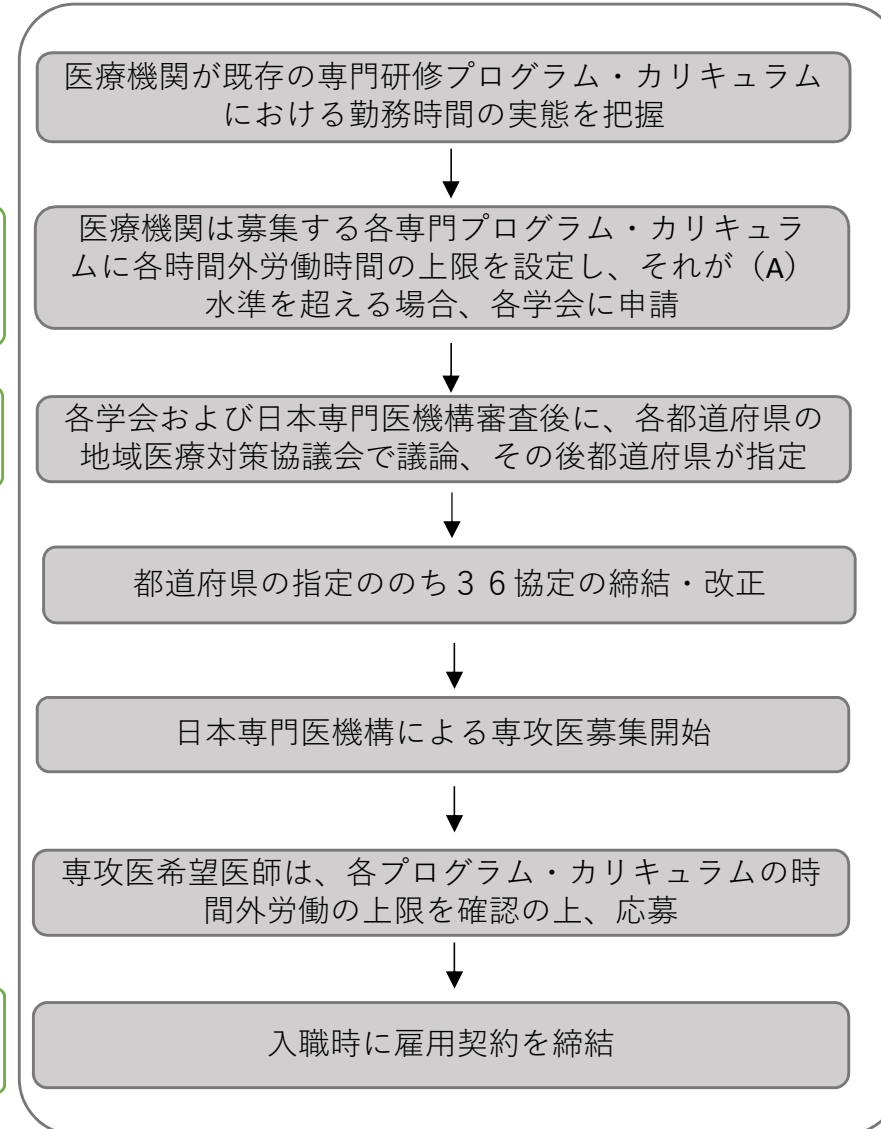 医療機関が既存の専門研修プログラム・カリキュラム
における勤務時間の実態を把握
医療機関は募集する各専門プログラム・カリキュラ
ムに各時間外労働時間の上限を設定し、それが（A）
水準を超える場合、各学会に申請
各学会および日本専門医機構審査後に、各都道府県の
地域医療対策協議会で議論、その後都道府県が指定
都道府県の指定ののち３６協定の締結・改正
日本専門医機構による専攻医募集開始
専攻医希望医師は、各プログラム・カリキュラムの時
間外労働の上限を確認の上、応募
入職時に雇用契約を締結